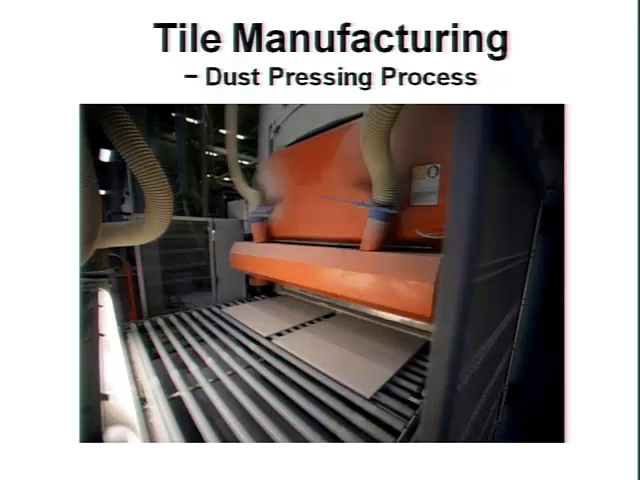 Tile Manufacturing
– Dust Pressing Process